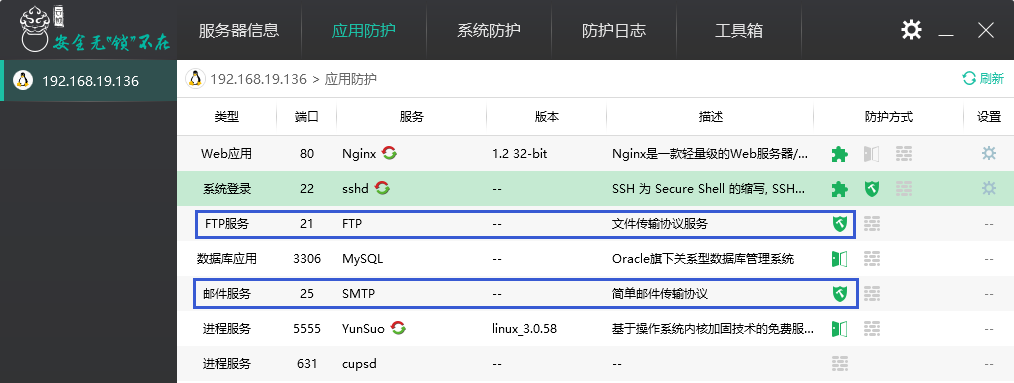 云锁
安全无"锁"不在
服务器信息 应用防护 系统防护 防护日志 工具箱
192.168.19.136
192.168.19.136 > 应用防护 刷新
类型 端口 服务 版本 描述 防护方式 设置
Web应用 80 Nginx 1.2 32-bit Nginx是一款轻量级的Web服务器/...
系统登录 22 sshd -- SSH 为 Secure Shell 的缩写, SSH...
FTP服务 21 FTP -- 文件传输协议服务 --
数据库应用 3306 MySQL -- Oracle旗下关系型数据库管理系统 --
邮件服务 25 SMTP -- 简单邮件传输协议 --
进程服务 5555 YunSuo linux_3.0.58 基于操作系统内核加固技术的免费服... --
进程服务 631 cupsd -- -- --